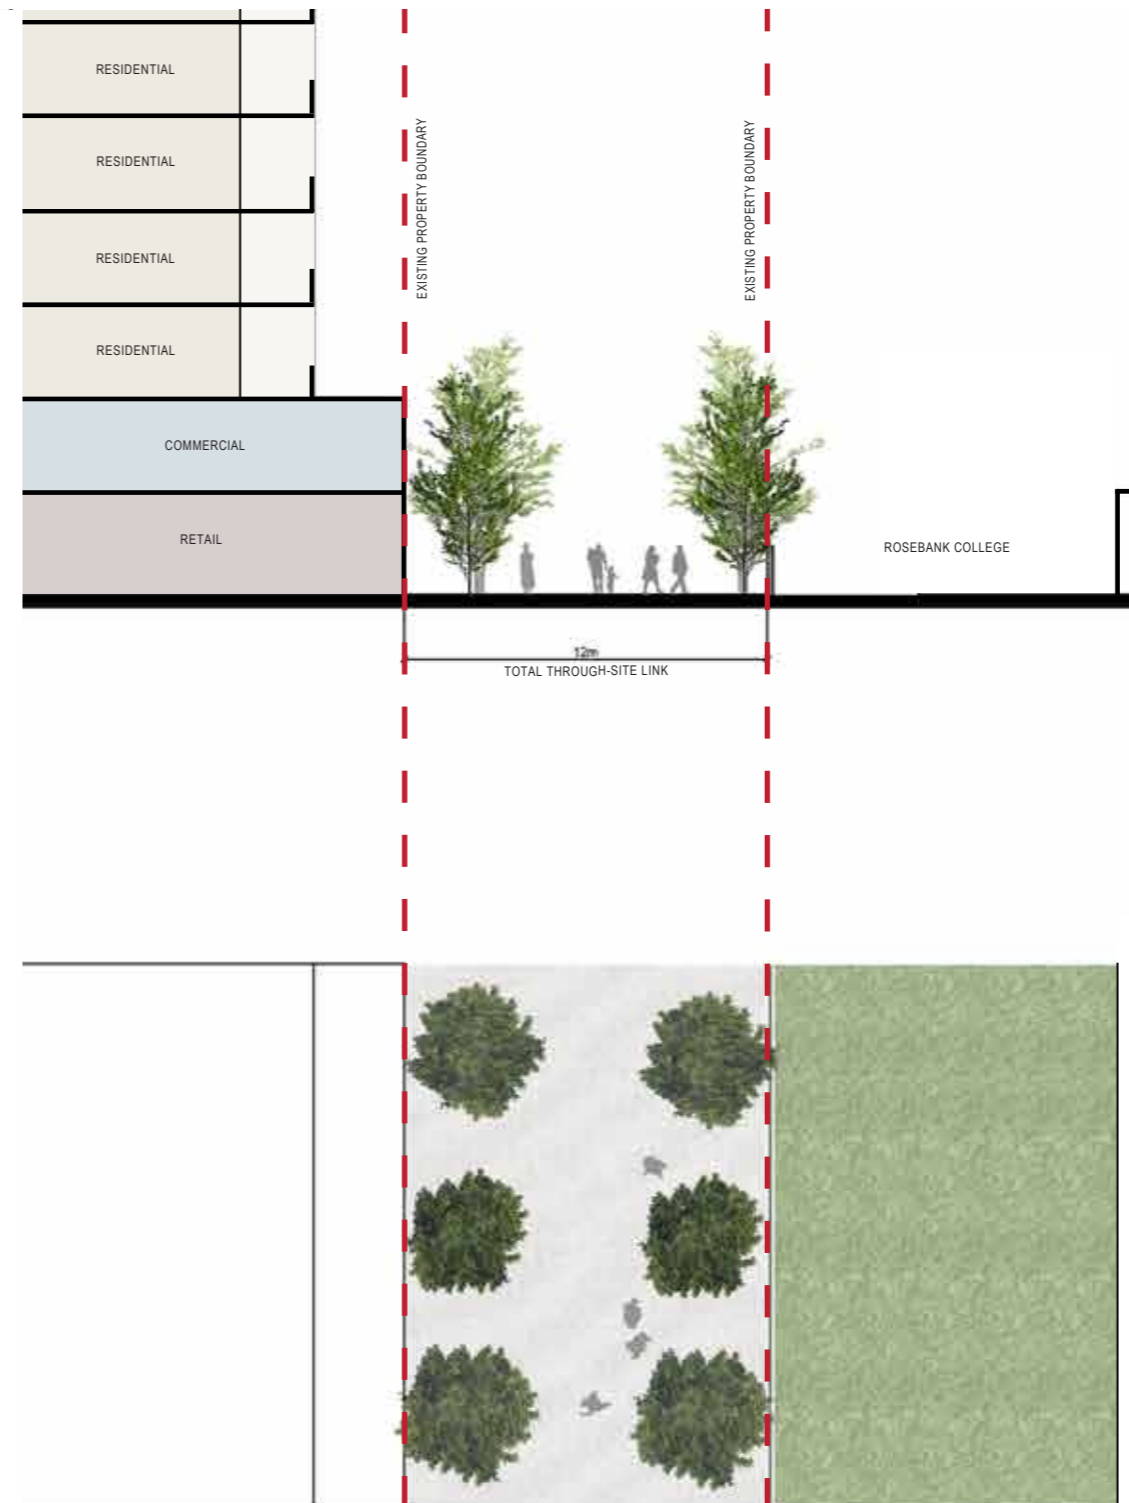 RESIDENTIAL
RESIDENTIAL
RESIDENTIAL
RESIDENTIAL
COMMERCIAL
RETAIL
EXISTING PROPERTY BOUNDARY
EXISTING PROPERTY BOUNDARY
ROSEBANK COLLEGE
12m
TOTAL THROUGH-SITE LINK